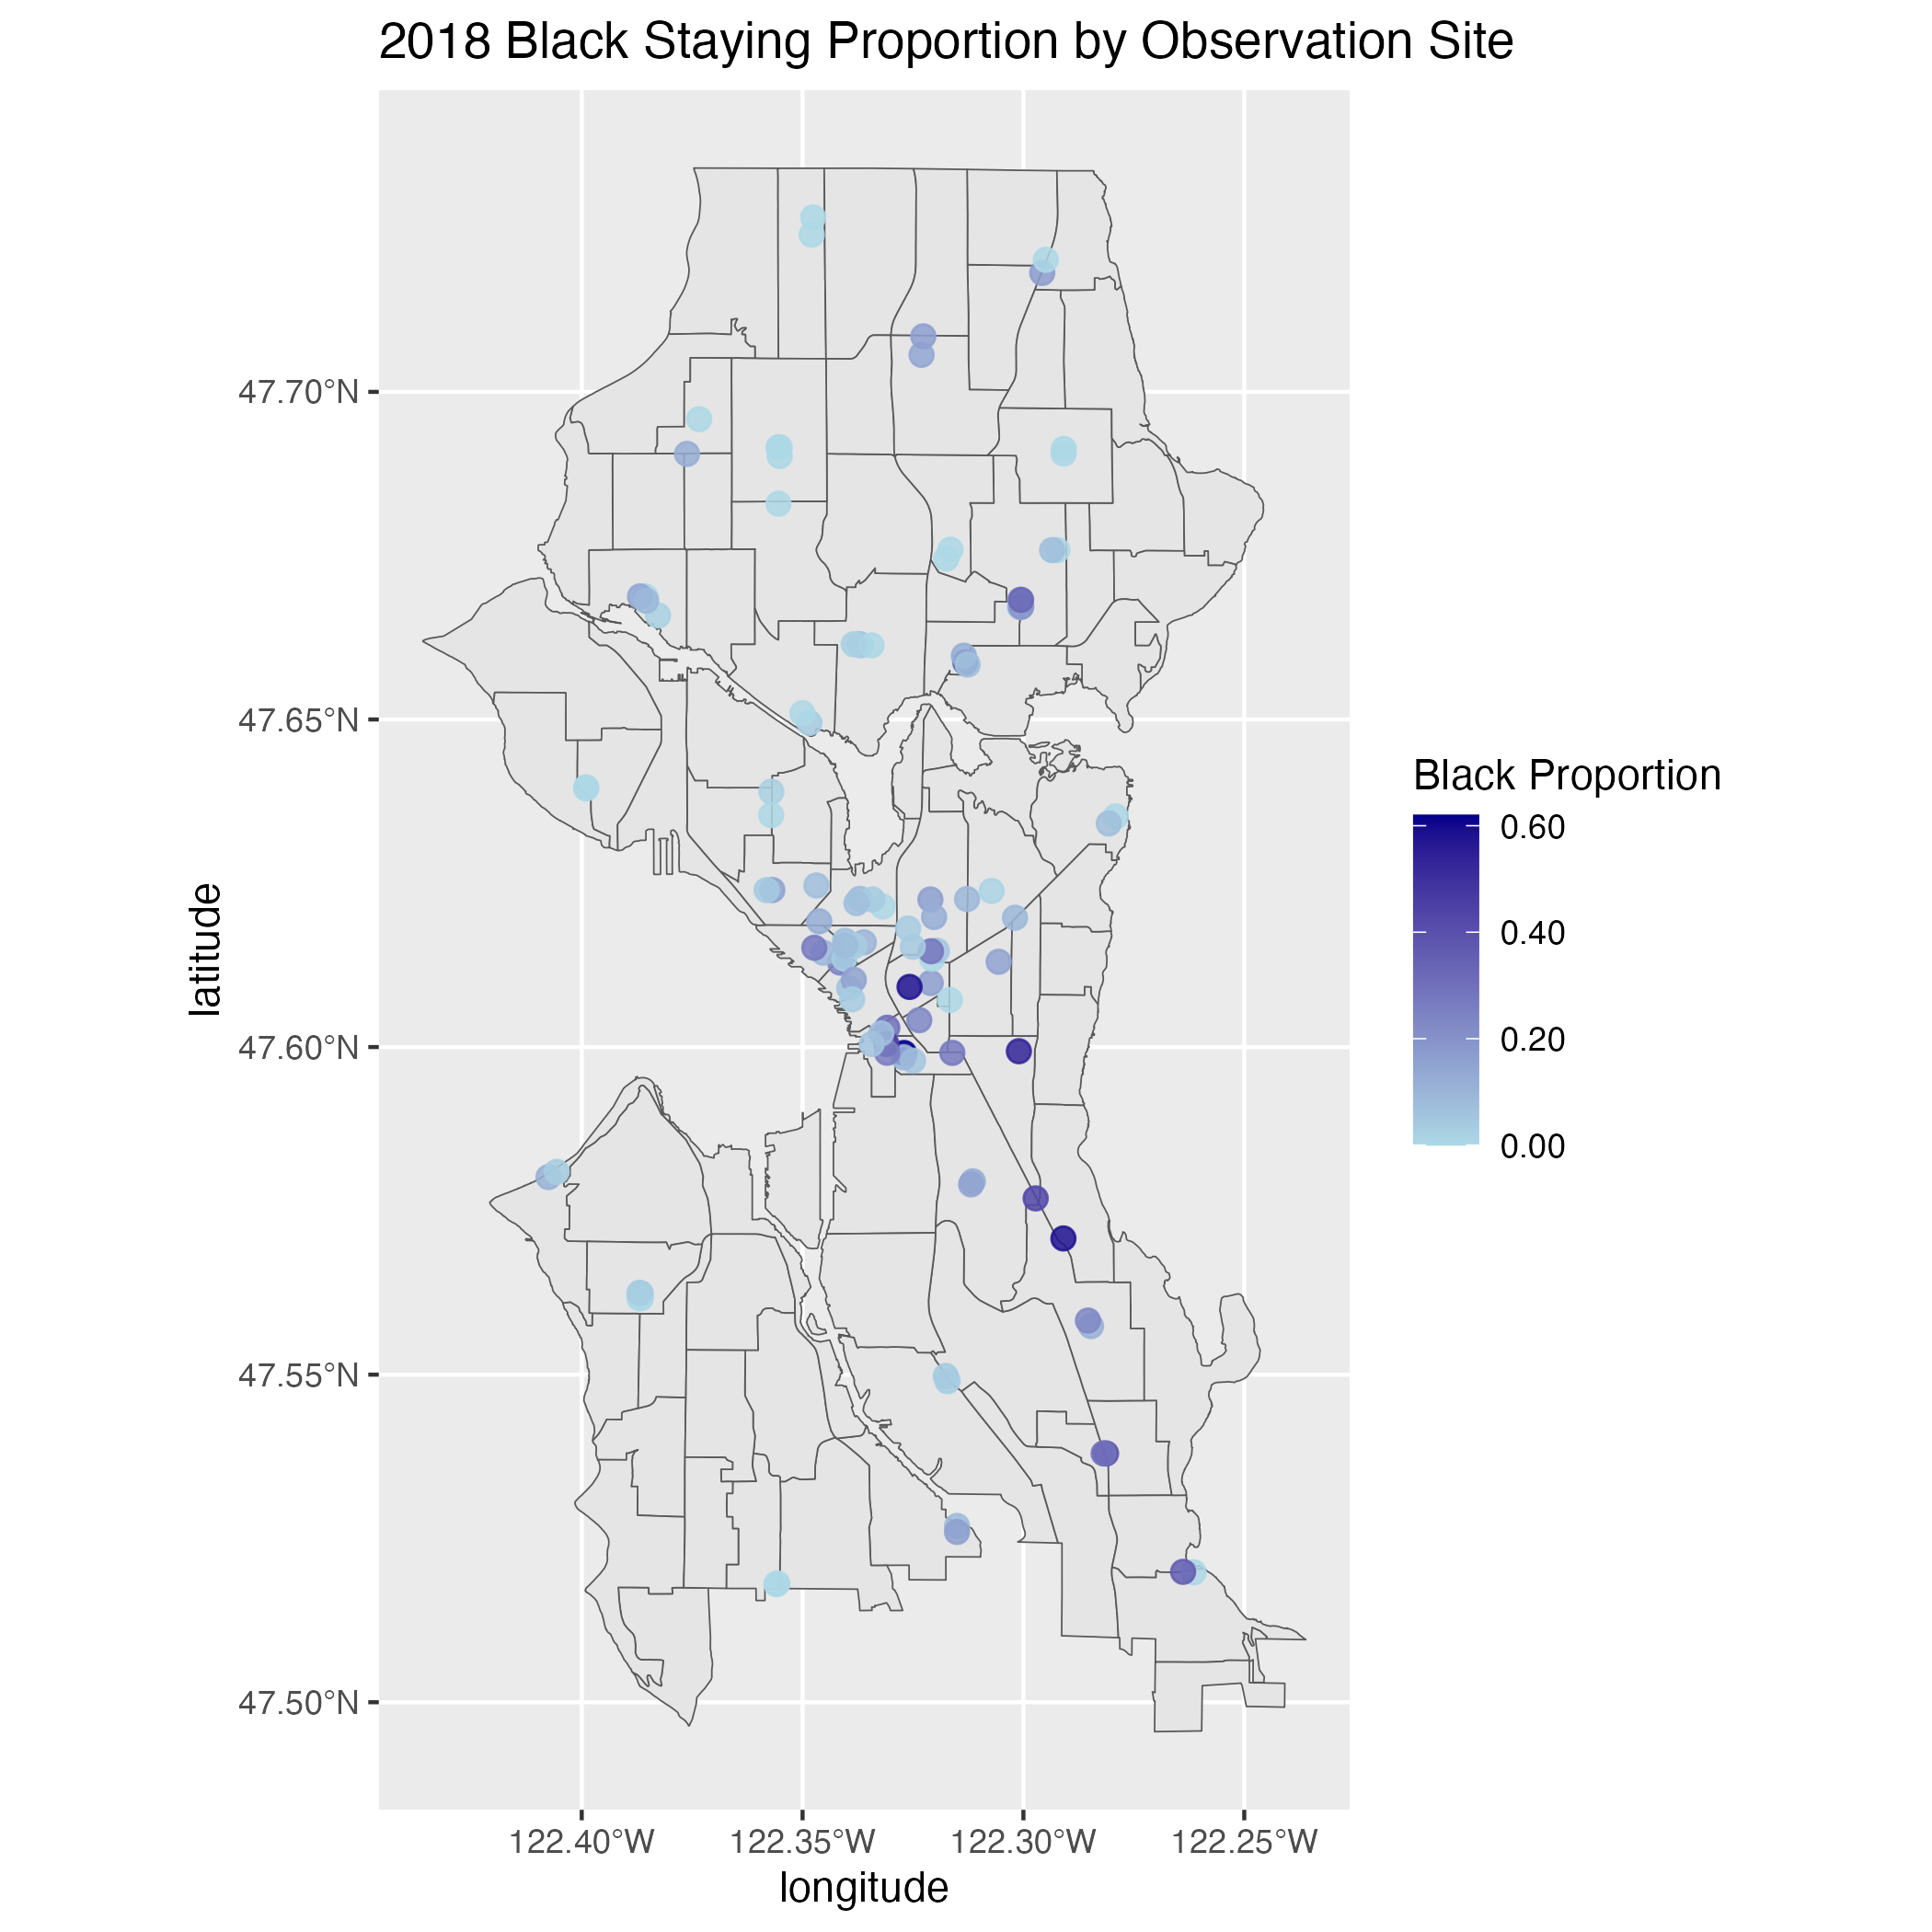 2018 Black Staying Proportion by Observation Site
47.70°N
47.65°N
47.60°N
47.55°N
47.50°N
latitude
122.40°W
122.35°W
122.30°W
122.25°W
longitude
Black Proportion
0.60
0.40
0.20
0.00